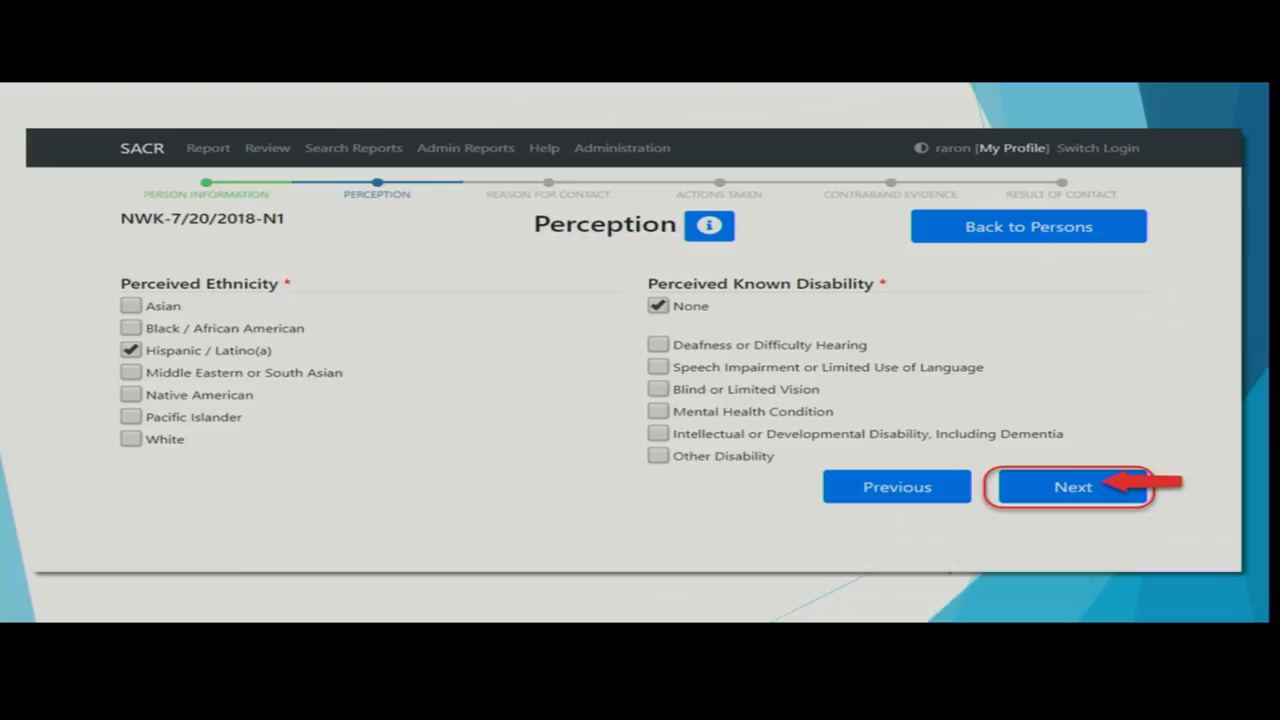 SACR Report Review Search Reports Admin Reports Help Administration raron [My Profile] Switch Login
PERSON INFORMATION PERCEPTION REASON FOR CONTACT ACTIONS TAKEN CONTRABAND EVIDENCE RESULT OF CONTACT
NWK-7/20/2018-N1
Perception
Back to Persons
Perceived Ethnicity *
Asian
Black / African American
Hispanic / Latino(a)
Middle Eastern or South Asian
Native American
Pacific Islander
White
Perceived Known Disability *
None
Deafness or Difficulty Hearing
Speech Impairment or Limited Use of Language
Blind or Limited Vision
Mental Health Condition
Intellectual or Developmental Disability, Including Dementia
Other Disability
Previous
Next